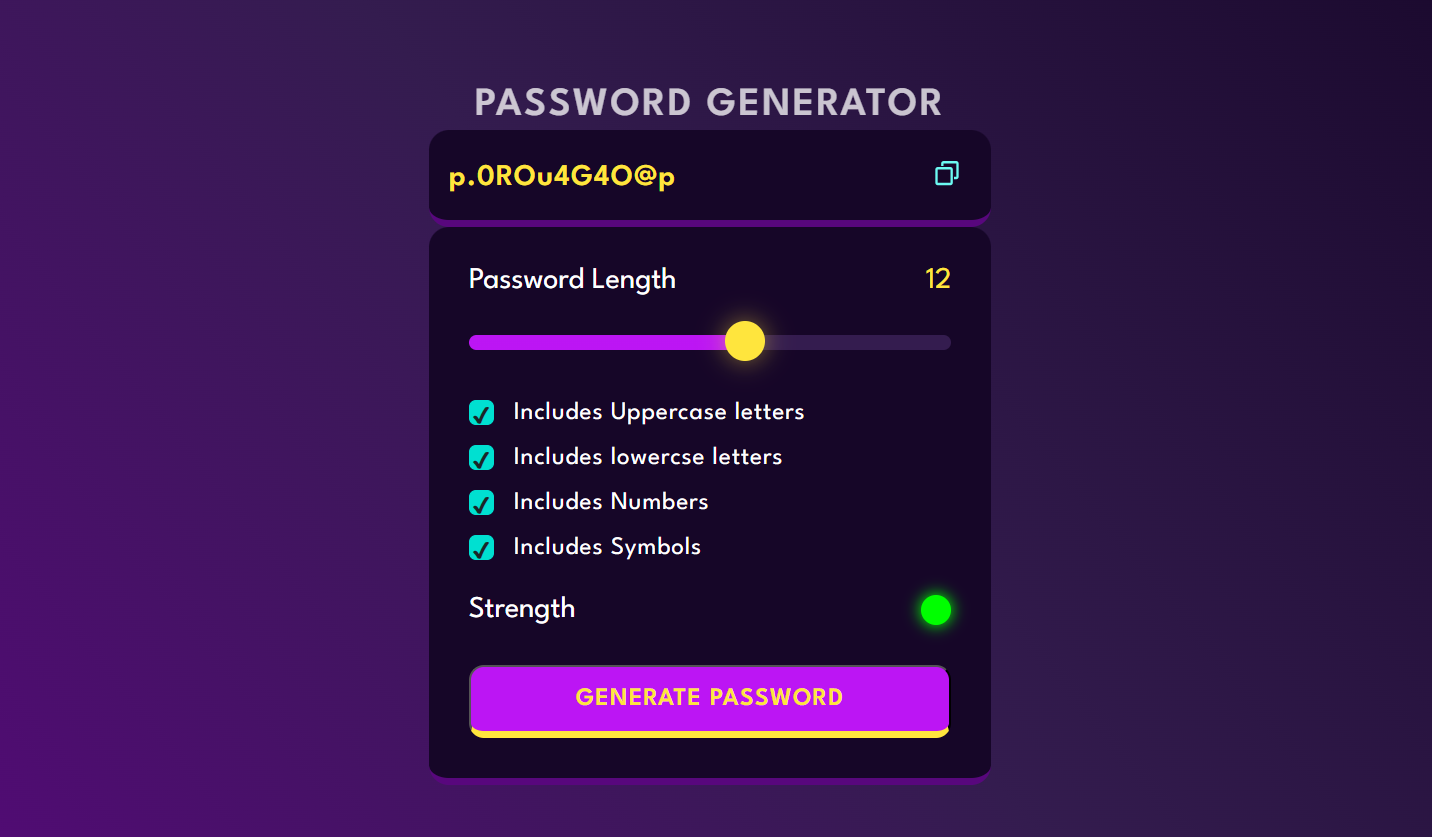 PASSWORD GENERATOR
p.0ROu4G4O@p
Password Length 12
Includes Uppercase letters
Includes lowercse letters
Includes Numbers
Includes Symbols
Strength
GENERATE PASSWORD